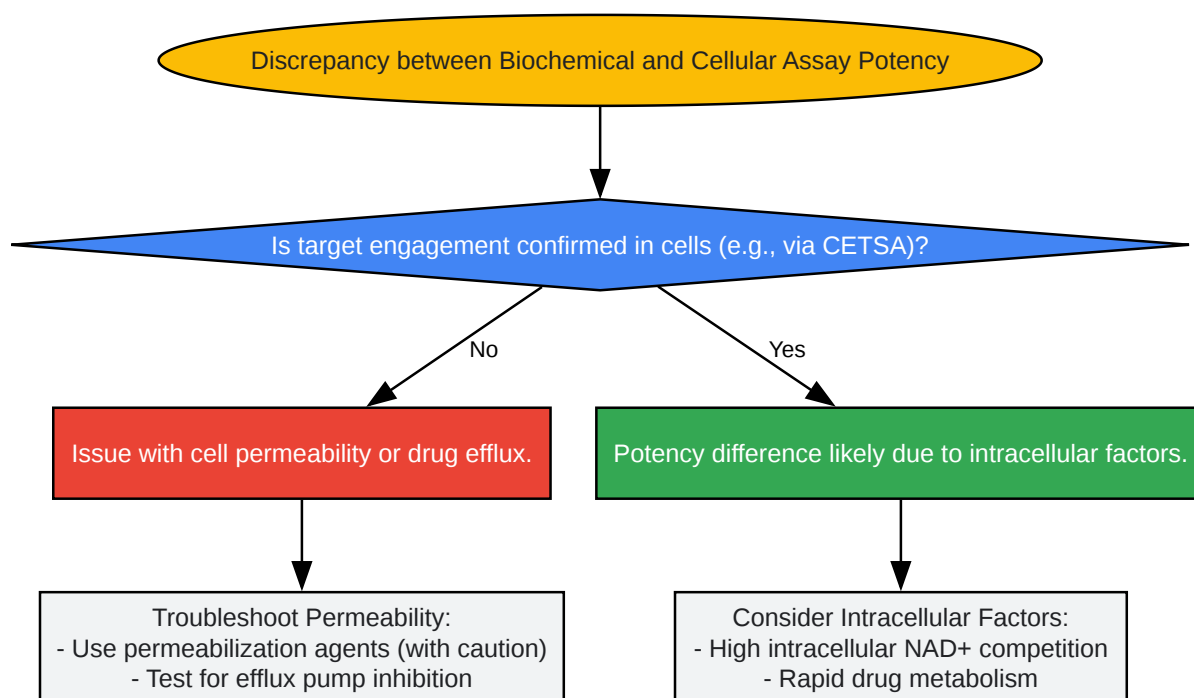 Discrepancy between Biochemical and Cellular Assay Potency
Is target engagement confirmed in cells (e.g., via CETSA)?
No
Yes
Issue with cell permeability or drug efflux.
Potency difference likely due to intracellular factors.
Troubleshoot Permeability:
- Use permeabilization agents (with caution)
- Test for efflux pump inhibition
Consider Intracellular Factors:
- High intracellular NAD+ competition
- Rapid drug metabolism